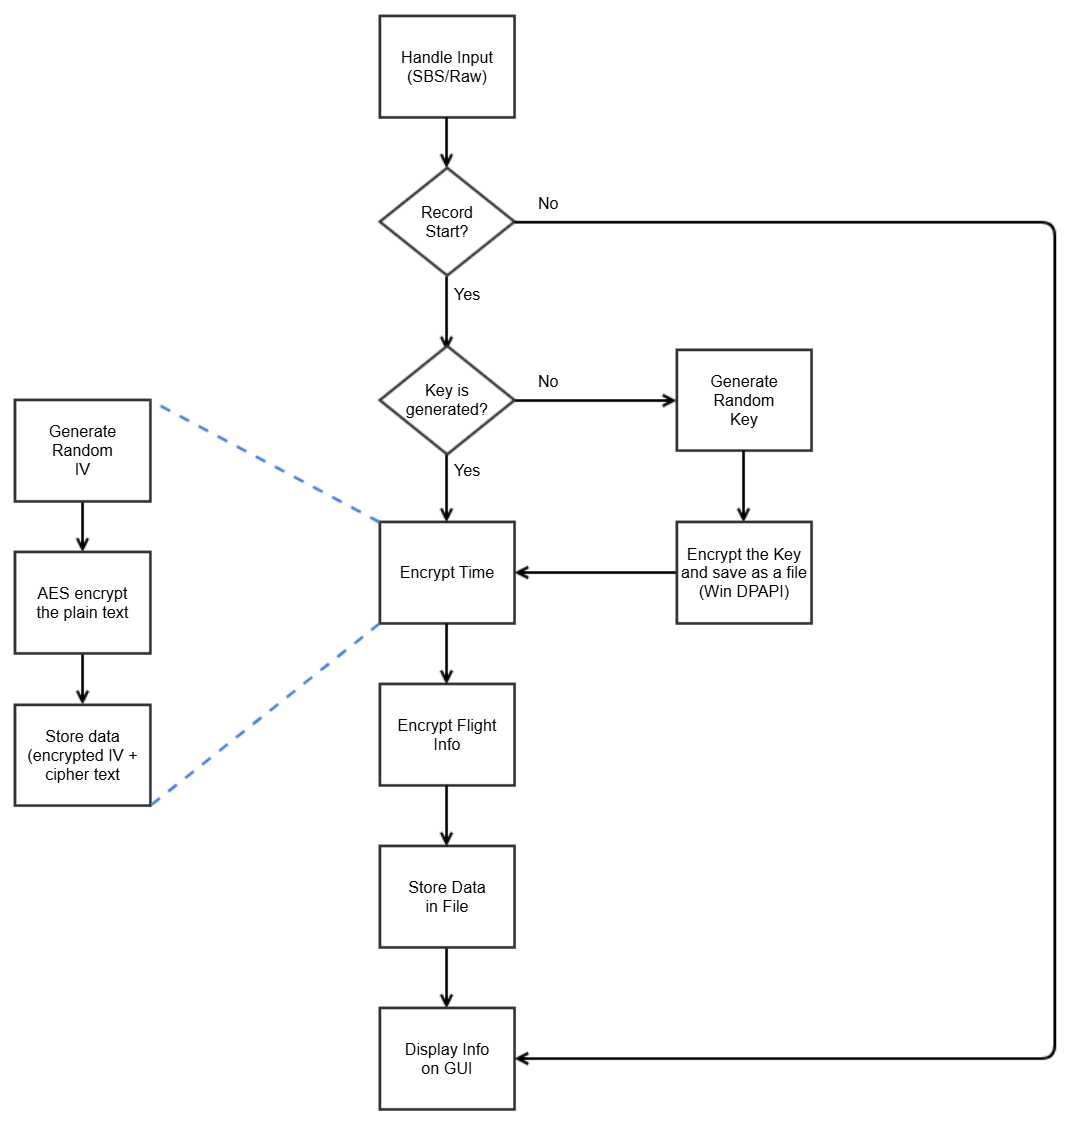 Handle Input
(SBS/Raw)
Record
Start?
No
Yes
Key is
generated?
No
Yes
Generate
Random
Key
Encrypt the Key
and save as a file
(Win DPAPI)
Generate
Random
IV
AES encrypt
the plain text
Store data
(encrypted IV +
cipher text
Encrypt Time
Encrypt Flight
Info
Store Data
in File
Display Info
on GUI